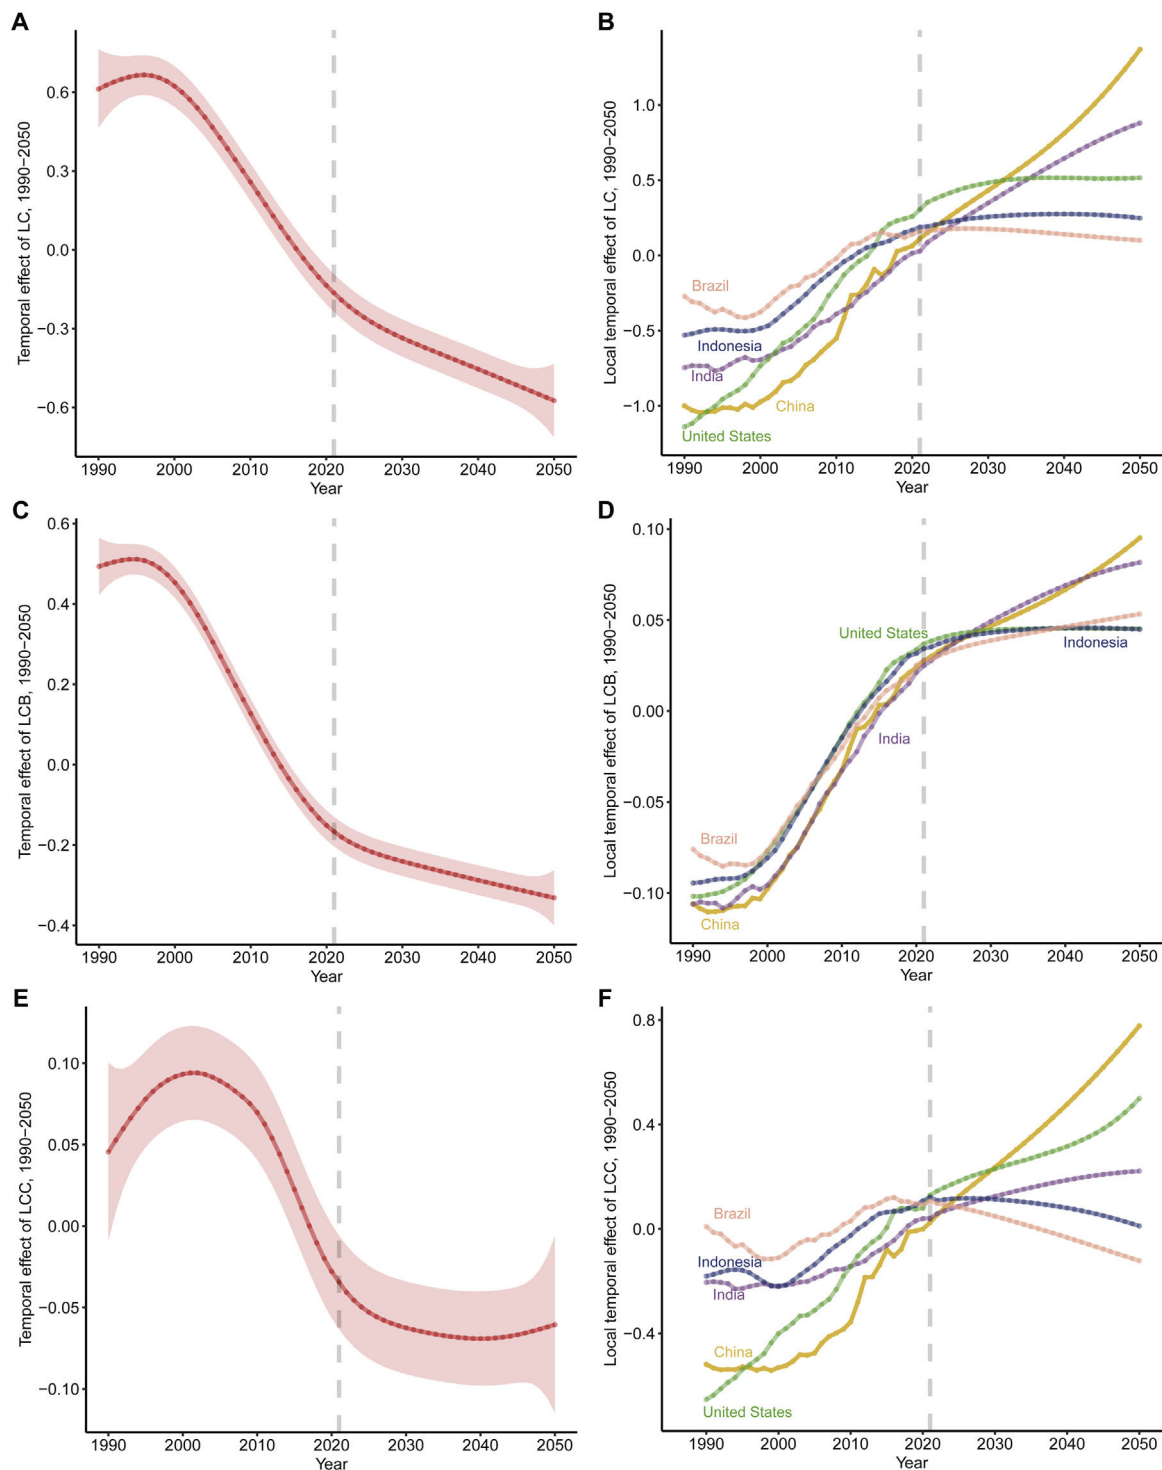 A
Temporal effect of LC, 1990−2050
0.6
0.3
0.0
−0.3
−0.6
1990 2000 2010 2020 2030 2040 2050
Year
B
Local temporal effect of LC, 1990−2050
1.0
0.5
0.0
−0.5
−1.0
Brazil
Indonesia
India
China
United States
1990 2000 2010 2020 2030 2040 2050
Year
C
Temporal effect of LCB, 1990−2050
0.6
0.4
0.2
0.0
−0.2
−0.4
1990 2000 2010 2020 2030 2040 2050
Year
D
Local temporal effect of LCB, 1990−2050
0.10
0.05
0.00
−0.05
−0.10
United States
Indonesia
India
Brazil
China
1990 2000 2010 2020 2030 2040 2050
Year
E
Temporal effect of LCC, 1990−2050
0.10
0.05
0.00
−0.05
−0.10
1990 2000 2010 2020 2030 2040 2050
Year
F
Local temporal effect of LCC, 1990−2050
0.8
0.4
0.0
−0.4
Brazil
Indonesia
India
China
United States
1990 2000 2010 2020 2030 2040 2050
Year